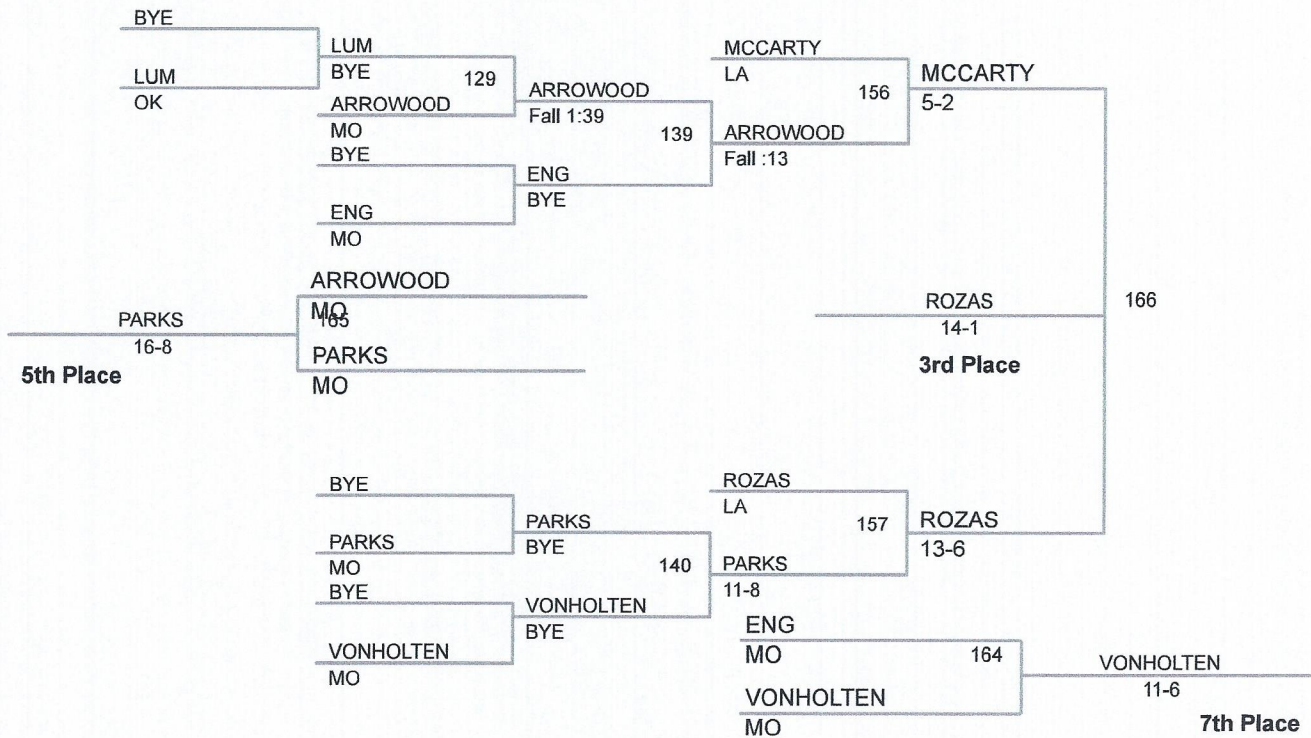 BYE
LUM
OK
LUM
BYE
129
ARROWOOD
MO
ARROWOOD
Fall 1:39
BYE
ENG
MO
ENG
BYE
139
MCCARTY
LA
ARROWOOD
Fall :13
156
MCCARTY
5-2
ARROWOOD
MO
165
PARKS
MO
PARKS
16-8
5th Place
ROZAS
14-1
3rd Place
166
BYE
PARKS
MO
PARKS
BYE
BYE
VONHOLTEN
MO
VONHOLTEN
BYE
140
ROZAS
LA
PARKS
11-8
157
ROZAS
13-6
ENG
MO
164
VONHOLTEN
MO
VONHOLTEN
11-6
7th Place